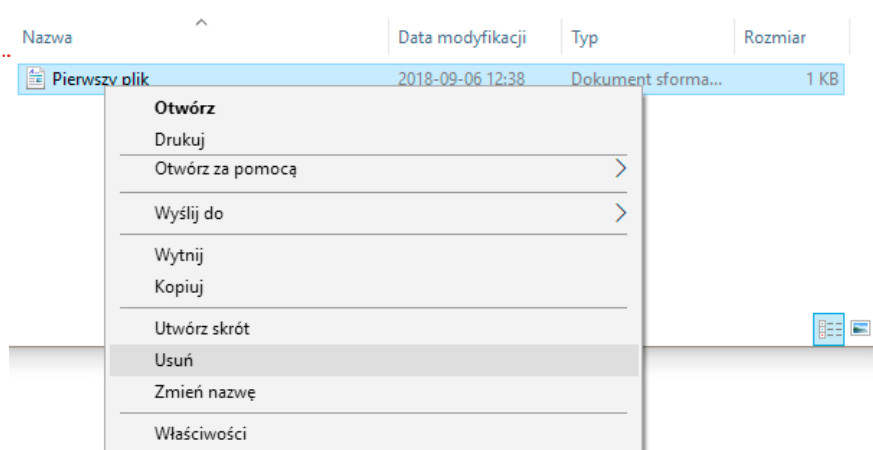 Nazwa Data modyfikacji Typ Rozmiar
Pierwszy plik 2018-09-06 12:38 Dokument sforma... 1 KB
Otwórz
Drukuj
Otwórz za pomocą
Wyślij do
Wytnij
Kopiuj
Utwórz skrót
Usuń
Zmień nazwę
Właściwości